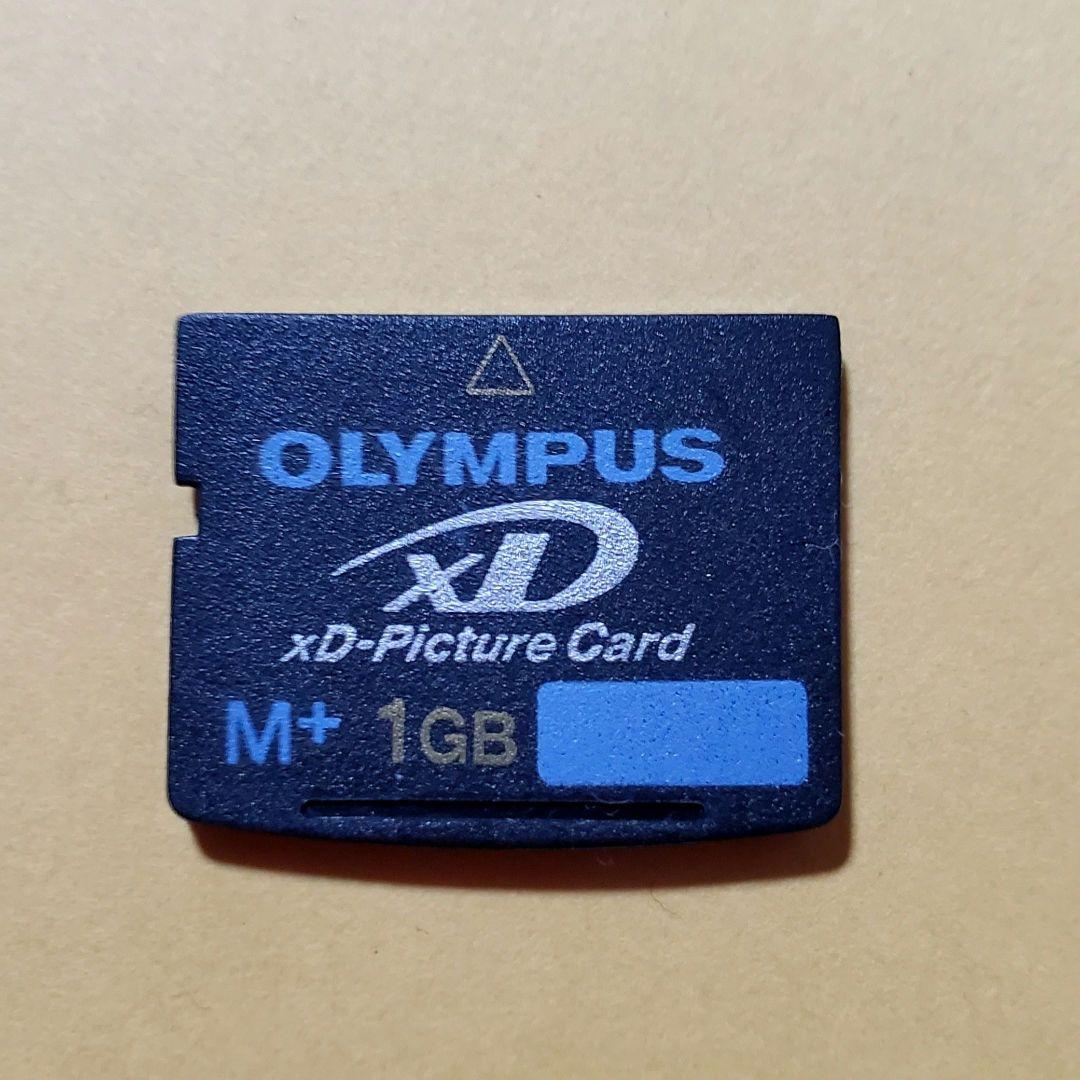 OLYMPUS
xD
xD-Picture Card
M+ 1GB